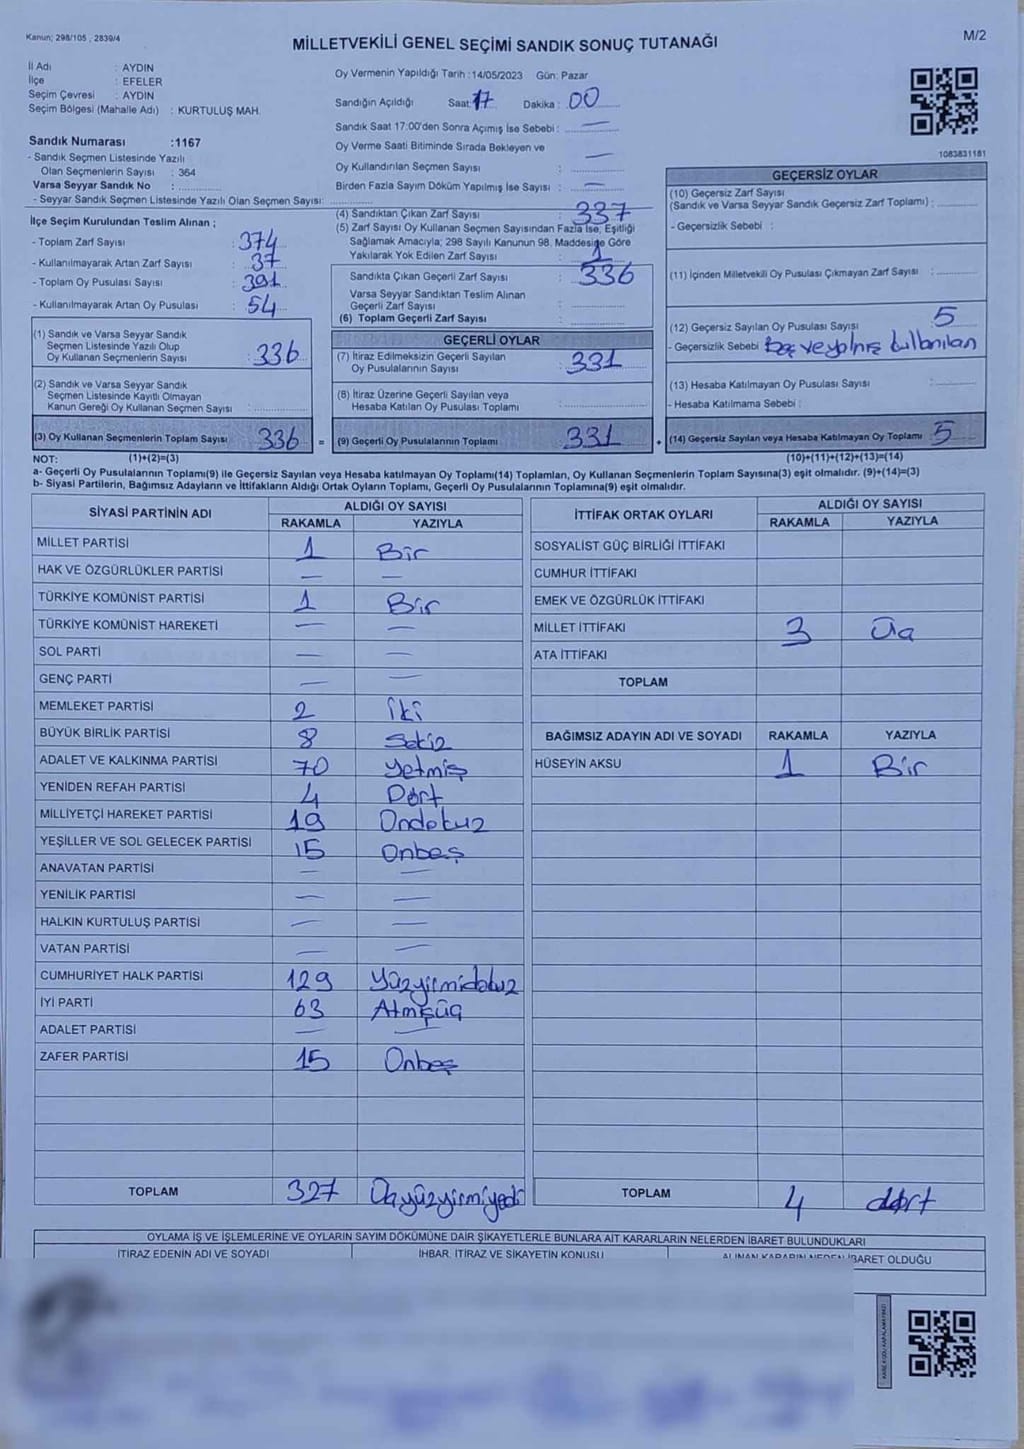 Kanun; 298/105 , 2839/4
MİLLETVEKİLİ GENEL SEÇİMİ SANDIK SONUÇ TUTANAĞI
M/2
İl Adı : AYDIN
İlçe : EFELER
Seçim Çevresi : AYDIN
Seçim Bölgesi (Mahalle Adı) : KURTULUŞ MAH.
Sandık Numarası :1167
- Sandık Seçmen Listesinde Yazılı
Olan Seçmenlerin Sayısı : 364
Varsa Seyyar Sandık No :
- Seyyar Sandık Seçmen Listesinde Yazılı Olan Seçmen Sayısı:
İlçe Seçim Kurulundan Teslim Alınan ;
- Toplam Zarf Sayısı : 374
- Kullanılmayarak Artan Zarf Sayısı : 37
- Toplam Oy Pusulası Sayısı : 391
- Kullanılmayarak Artan Oy Pusulası : 54
(1) Sandık ve Varsa Seyyar Sandık
Seçmen Listesinde Yazılı Olup
Oy Kullanan Seçmenlerin Sayısı : 336
(2) Sandık ve Varsa Seyyar Sandık
Seçmen Listesinde Kayıtlı Olmayan
Kanun Gereği Oy Kullanan Seçmen Sayısı :
(3) Oy Kullanan Seçmenlerin Toplam Sayısı : 336 =
Oy Vermenin Yapıldığı Tarih :14/05/2023 Gün: Pazar
Sandığın Açıldığı Saat: 17 Dakika : 00
Sandık Saat 17:00'den Sonra Açımış İse Sebebi : —
Oy Verme Saati Bitiminde Sırada Bekleyen ve
Oy Kullandırılan Seçmen Sayısı : —
Birden Fazla Sayım Döküm Yapılmış İse Sayısı : —
(4) Sandıktan Çıkan Zarf Sayısı : 337
(5) Zarf Sayısı Oy Kullanan Seçmen Sayısından Fazla İse, Eşitliği
Sağlamak Amacıyla; 298 Sayılı Kanunun 98. Maddesine Göre
Yakılarak Yok Edilen Zarf Sayısı : 1
Sandıkta Çıkan Geçerli Zarf Sayısı : 336
Varsa Seyyar Sandıktan Teslim Alınan
Geçerli Zarf Sayısı :
(6) Toplam Geçerli Zarf Sayısı :
GEÇERLİ OYLAR
(7) İtiraz Edilmeksizin Geçerli Sayılan
Oy Pusulalarının Sayısı : 331
(8) İtiraz Üzerine Geçerli Sayılan veya
Hesaba Katılan Oy Pusulası Toplamı :
(9) Geçerli Oy Pusulalarının Toplamı : 331 +
1083831181
GEÇERSİZ OYLAR
(10) Geçersiz Zarf Sayısı
(Sandık ve Varsa Seyyar Sandık Geçersiz Zarf Toplamı) :
- Geçersizlik Sebebi :
(11) İçinden Milletvekili Oy Pusulası Çıkmayan Zarf Sayısı :
(12) Geçersiz Sayılan Oy Pusulası Sayısı : 5
- Geçersizlik Sebebi : Boş ve yalnış kullanılan
(13) Hesaba Katılmayan Oy Pusulası Sayısı :
- Hesaba Katılmama Sebebi :
(14) Geçersiz Sayılan veya Hesaba Katılmayan Oy Toplamı : 5
NOT: (1)+(2)=(3) (10)+(11)+(12)+(13)=(14)
a- Geçerli Oy Pusulalarının Toplamı(9) ile Geçersiz Sayılan veya Hesaba katılmayan Oy Toplamı(14) Toplamları, Oy Kullanan Seçmenlerin Toplam Sayısına(3) eşit olmalıdır. (9)+(14)=(3)
b- Siyasi Partilerin, Bağımsız Adayların ve İttifakların Aldığı Ortak Oyların Toplamı, Geçerli Oy Pusulalarının Toplamına(9) eşit olmalıdır.
SİYASİ PARTİNİN ADI ALDIĞI OY SAYISI
RAKAMLA YAZIYLA
MİLLET PARTİSİ 1 Bir
HAK VE ÖZGÜRLÜKLER PARTİSİ — —
TÜRKİYE KOMÜNİST PARTİSİ 1 Bir
TÜRKİYE KOMÜNİST HAREKETİ — —
SOL PARTİ — —
GENÇ PARTİ — —
MEMLEKET PARTİSİ 2 İki
BÜYÜK BİRLİK PARTİSİ 8 Sekiz
ADALET VE KALKINMA PARTİSİ 70 Yetmiş
YENİDEN REFAH PARTİSİ 4 Dört
MİLLİYETÇİ HAREKET PARTİSİ 19 Ondokuz
YEŞİLLER VE SOL GELECEK PARTİSİ 15 Onbeş
ANAVATAN PARTİSİ — —
YENİLİK PARTİSİ — —
HALKIN KURTULUŞ PARTİSİ — —
VATAN PARTİSİ — —
CUMHURİYET HALK PARTİSİ 129 Yüzyirmidokuz
İYİ PARTİ 63 Atmışüç
ADALET PARTİSİ — —
ZAFER PARTİSİ 15 Onbeş
TOPLAM 327 Üçyüzyirmiyedi
İTTİFAK ORTAK OYLARI ALDIĞI OY SAYISI
RAKAMLA YAZIYLA
SOSYALİST GÜÇ BİRLİĞİ İTTİFAKI
CUMHUR İTTİFAKI
EMEK VE ÖZGÜRLÜK İTTİFAKI
MİLLET İTTİFAKI 3 Üç
ATA İTTİFAKI
TOPLAM
BAĞIMSIZ ADAYIN ADI VE SOYADI RAKAMLA YAZIYLA
HÜSEYİN AKSU 1 Bir
TOPLAM 4 dört
OYLAMA İŞ VE İŞLEMLERİNE VE OYLARIN SAYIM DÖKÜMÜNE DAİR ŞİKAYETLERLE BUNLARA AİT KARARLARIN NELERDEN İBARET BULUNDUKLARI
İTİRAZ EDENİN ADI VE SOYADI İHBAR, İTİRAZ VE ŞİKAYETİN KONUSU ALINAN KARARIN NEDEN İBARET OLDUĞU